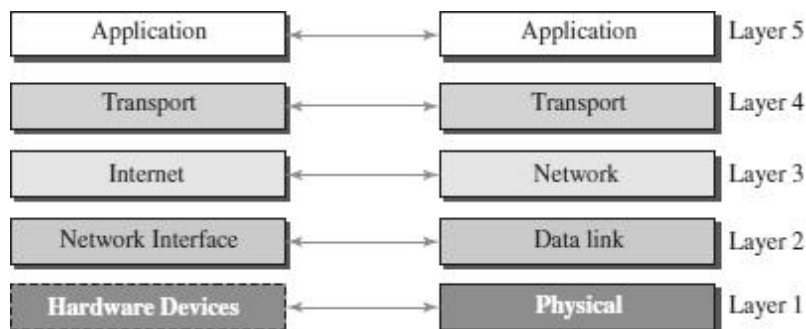 Application Application Layer 5
Transport Transport Layer 4
Internet Network Layer 3
Network Interface Data link Layer 2
Hardware Devices Physical Layer 1